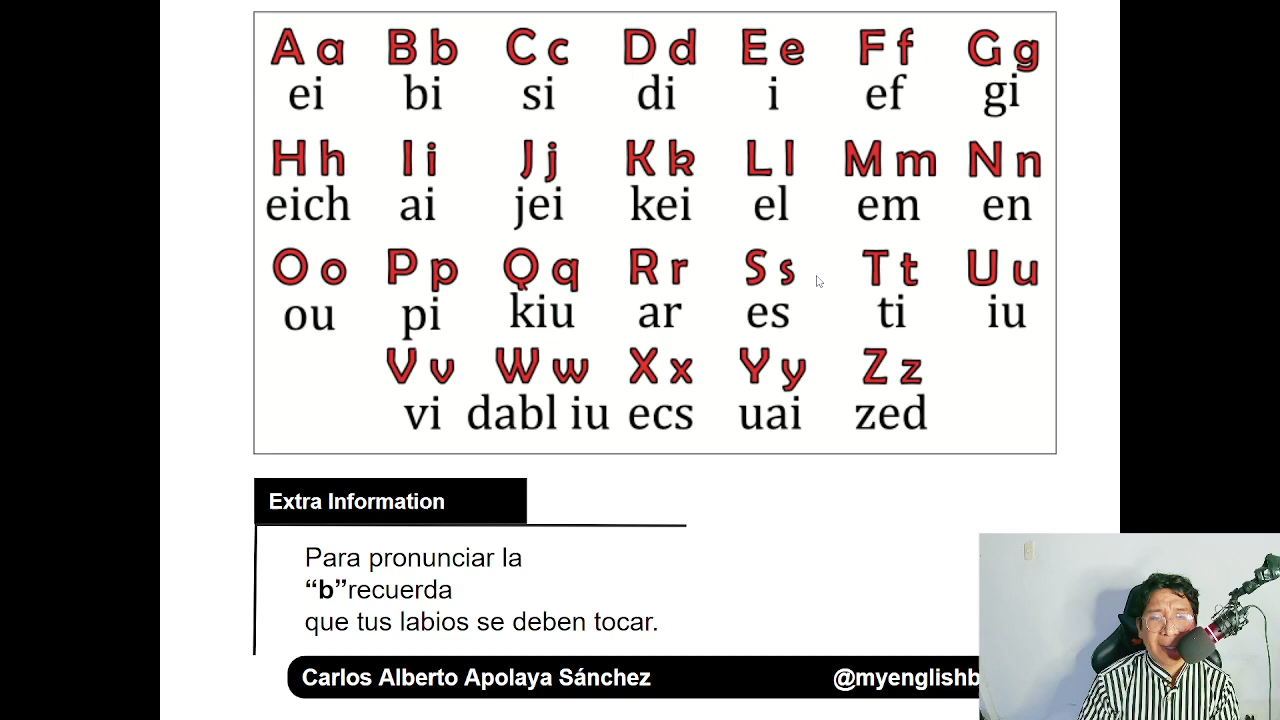 A a B b C c D d E e F f G g
ei bi si di i ef gi
H h I i J j K k L l M m N n
eich ai jei kei el em en
O o P p Q q R r S s T t U u
ou pi kiu ar es ti iu
V v W w X x Y y Z z
vi dabl iu ecs uai zed
Extra Information
Para pronunciar la
“b”recuerda
que tus labios se deben tocar.
Carlos Alberto Apolaya Sánchez @myenglishb